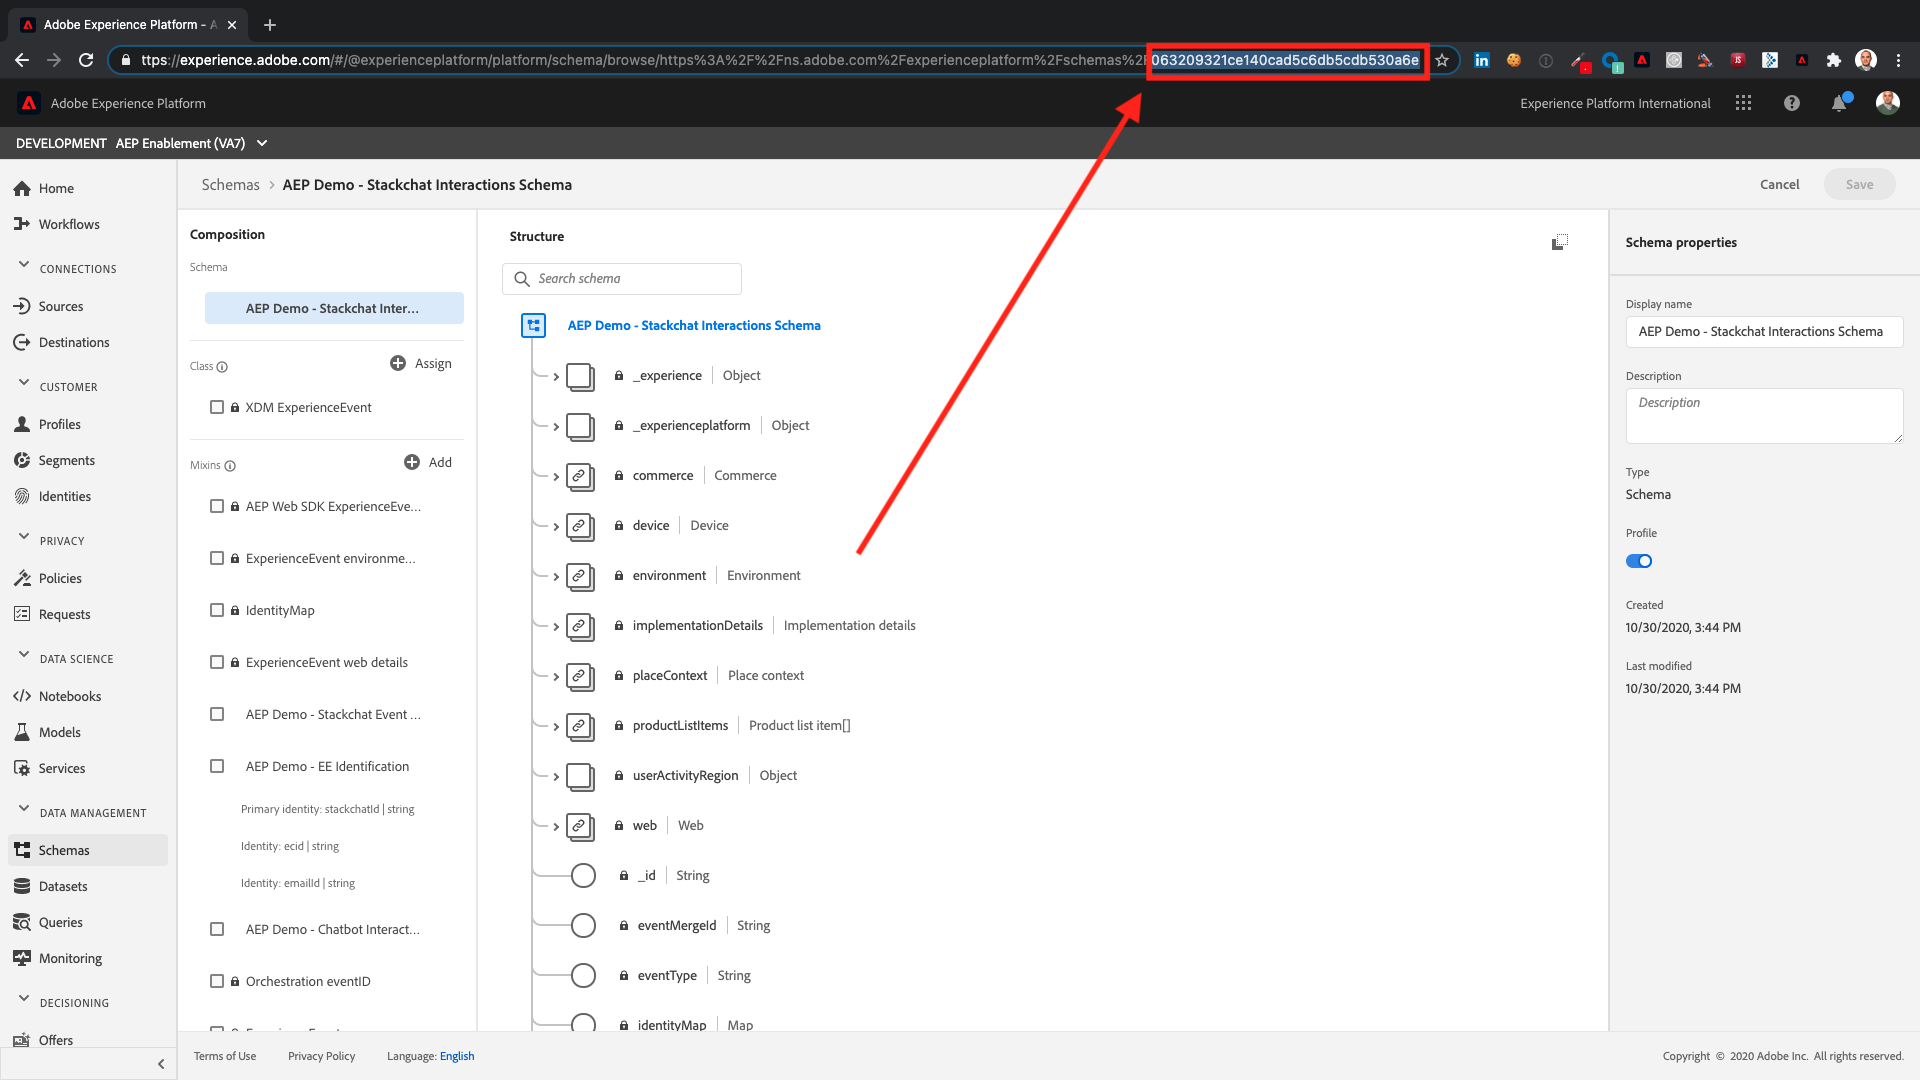 Adobe Experience Platform - A
ttps://experience.adobe.com/#/@experienceplatform/platform/schema/browse/https%3A%2F%2Fns.adobe.com%2Fexperienceplatform%2Fschemas%2F063209321ce140cad5c6db5cdb530a6e
Adobe Experience Platform
Experience Platform International
DEVELOPMENT AEP Enablement (VA7)
Home
Workflows
CONNECTIONS
Sources
Destinations
CUSTOMER
Profiles
Segments
Identities
PRIVACY
Policies
Requests
DATA SCIENCE
Notebooks
Models
Services
DATA MANAGEMENT
Schemas
Datasets
Queries
Monitoring
DECISIONING
Offers
Schemas > AEP Demo - Stackchat Interactions Schema
Cancel
Save
Composition
Schema
AEP Demo - Stackchat Inter...
Class
Assign
XDM ExperienceEvent
Mixins
Add
AEP Web SDK ExperienceEve...
ExperienceEvent environme...
IdentityMap
ExperienceEvent web details
AEP Demo - Stackchat Event ...
AEP Demo - EE Identification
Primary identity: stackchatId | string
Identity: ecid | string
Identity: emailId | string
AEP Demo - Chatbot Interact...
Orchestration eventID
Structure
Search schema
AEP Demo - Stackchat Interactions Schema
_experience | Object
_experienceplatform | Object
commerce | Commerce
device | Device
environment | Environment
implementationDetails | Implementation details
placeContext | Place context
productListItems | Product list item[]
userActivityRegion | Object
web | Web
_id | String
eventMergeId | String
eventType | String
identityMap | Map
Schema properties
Display name
AEP Demo - Stackchat Interactions Schema
Description
Description
Type
Schema
Profile
Created
10/30/2020, 3:44 PM
Last modified
10/30/2020, 3:44 PM
Terms of Use
Privacy Policy
Language: English
Copyright © 2020 Adobe Inc. All rights reserved.